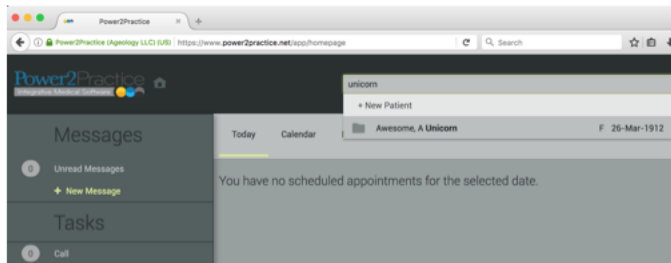 Power2Practice
Power2Practice (Ageology LLC) (US) https://www.power2practice.net/app/homepage Search
Power2Practice
Integrative Medical Software
unicorn
+ New Patient
Awesome, A Unicorn F 26-Mar-1912
Messages
Today Calendar
0 Unread Messages
+ New Message
You have no scheduled appointments for the selected date.
Tasks
0 Call